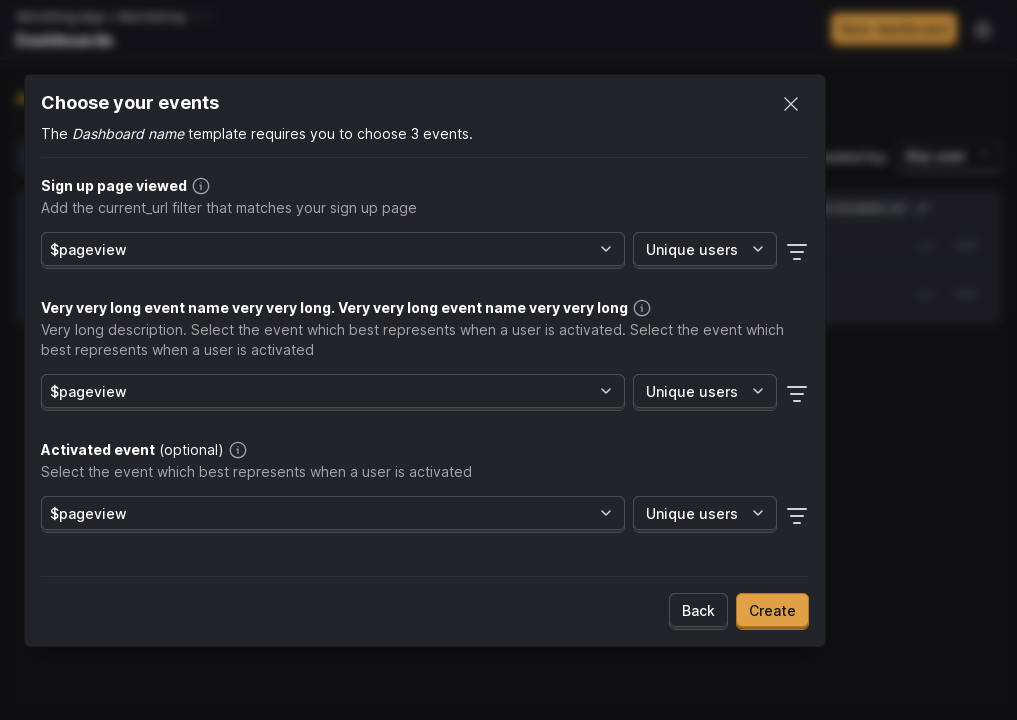 Dashboards
New dashboard
Choose your events
The Dashboard name template requires you to choose 3 events.
Sign up page viewed
Add the current_url filter that matches your sign up page
$pageview
Unique users
Very very long event name very very long. Very very long event name very very long
Very long description. Select the event which best represents when a user is activated. Select the event which
best represents when a user is activated
$pageview
Unique users
Activated event (optional)
Select the event which best represents when a user is activated
$pageview
Unique users
Back
Create